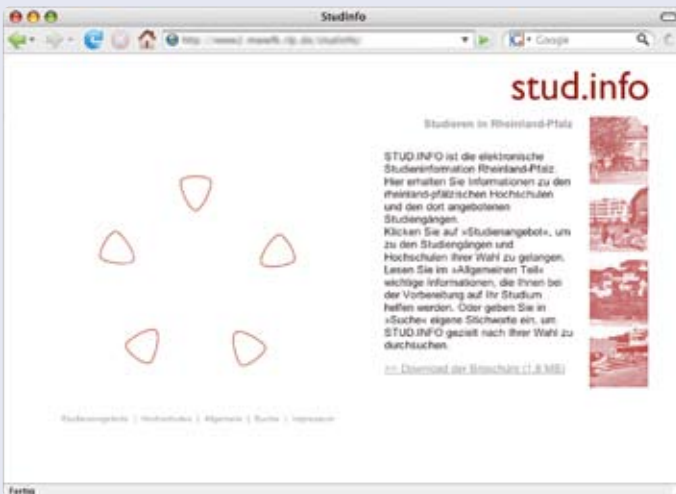 StudInfo
Google
stud.info
Studieren in Rheinland-Pfalz
STUD.INFO ist die elektronische
Studieninformation Rheinland-Pfalz.
Hier erhalten Sie Informationen zu den
rheinland-pfälzischen Hochschulen
und den dort angebotenen
Studiengängen.
Klicken Sie auf »Studienangebot«, um
zu den Studiengängen und
Hochschulen Ihrer Wahl zu gelangen.
Lesen Sie im »Allgemeinen Teil«
wichtige Informationen, die Ihnen bei
der Vorbereitung auf Ihr Studium
helfen werden. Oder geben Sie in
»Suche« eigene Stichworte ein, um
STUD.INFO gezielt nach Ihrer Wahl zu
durchsuchen.
>> Download der Broschüre (1,8 MB)
Studienangebote | Hochschulen | Allgemein | Suche | Impressum
Fertig